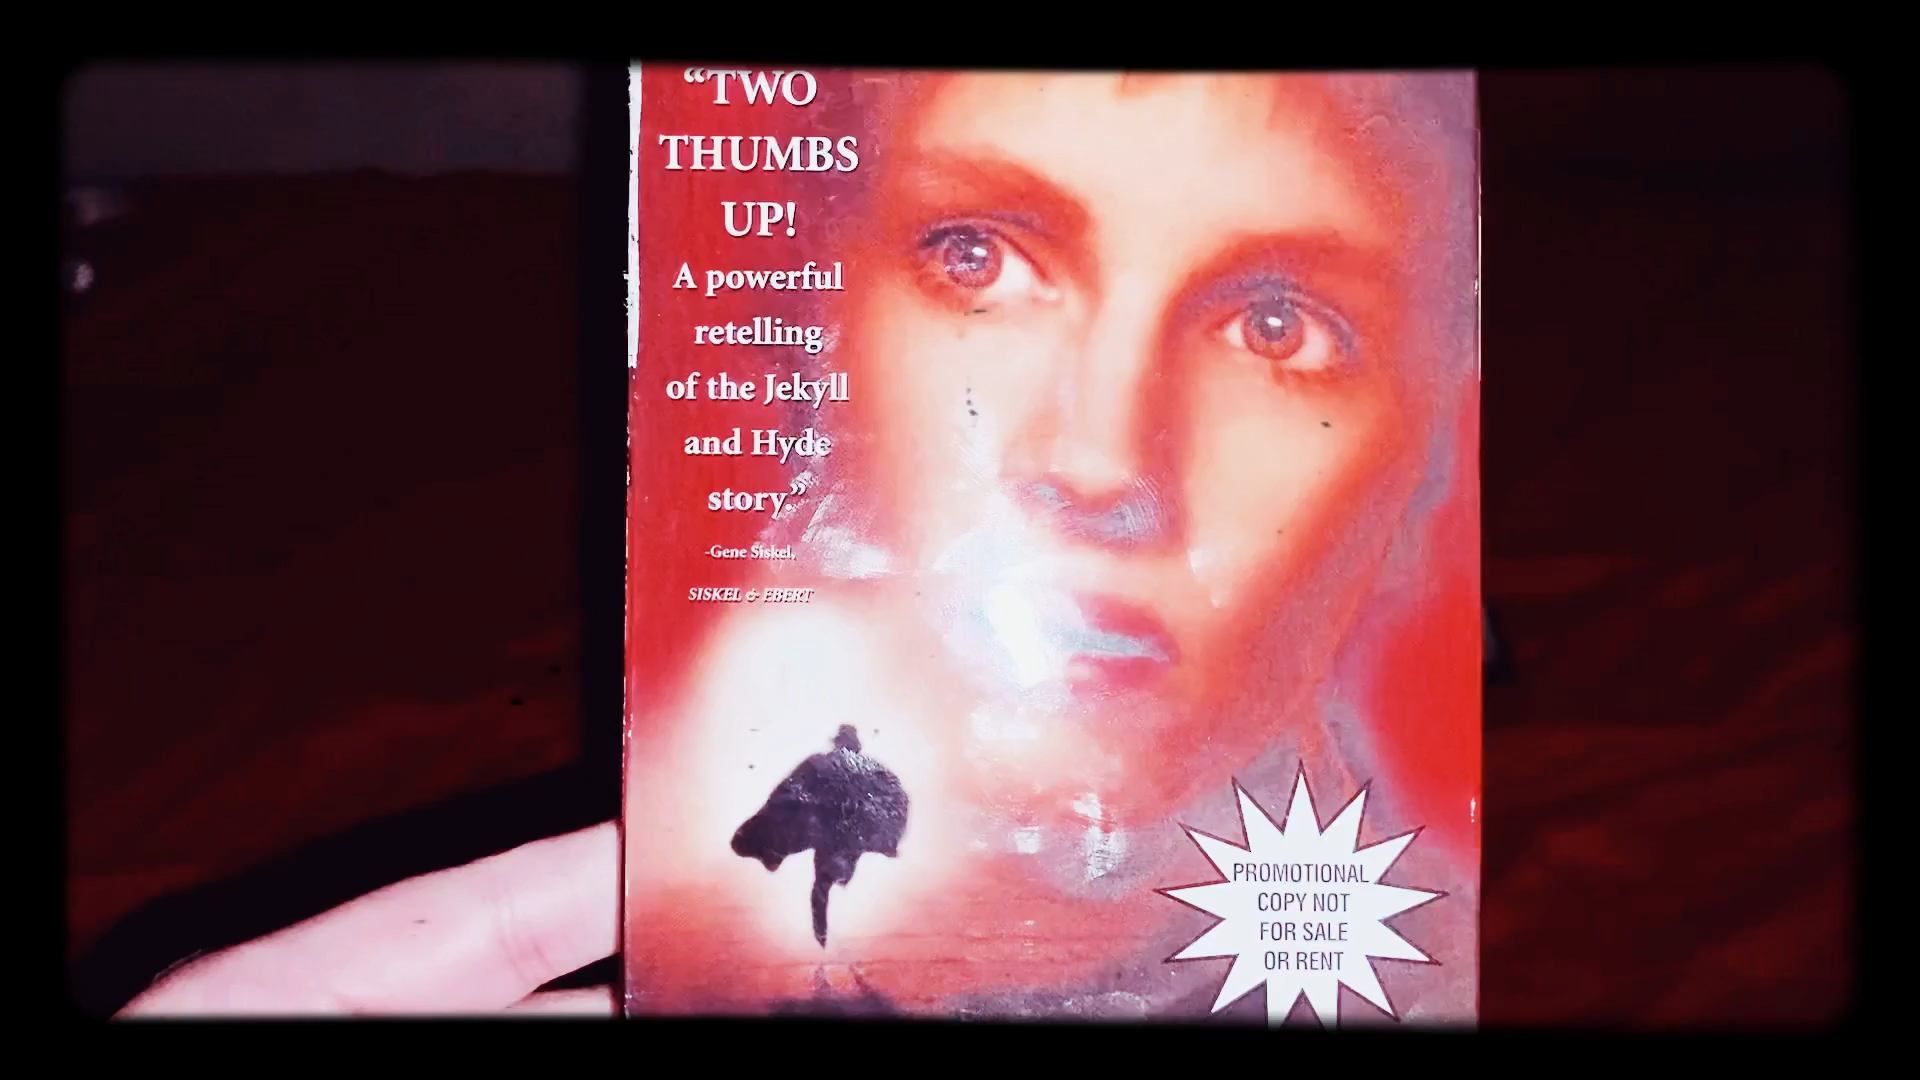 “TWO
THUMBS
UP!
A powerful
retelling
of the Jekyll
and Hyde
story.”
-Gene Siskel,
SISKEL & EBERT
PROMOTIONAL
COPY NOT
FOR SALE
OR RENT